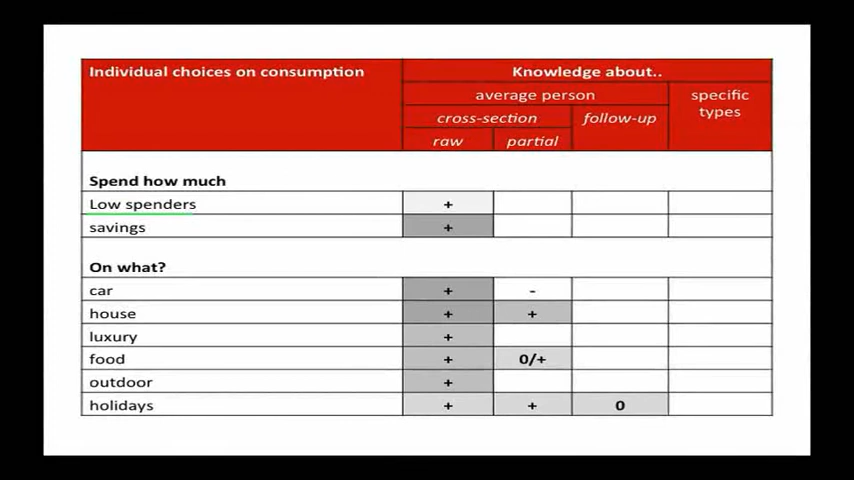 Individual choices on consumption Knowledge about..
average person specific types
cross-section follow-up
raw partial
Spend how much
Low spenders +
savings +
On what?
car + -
house + +
luxury +
food + 0/+
outdoor +
holidays + + 0